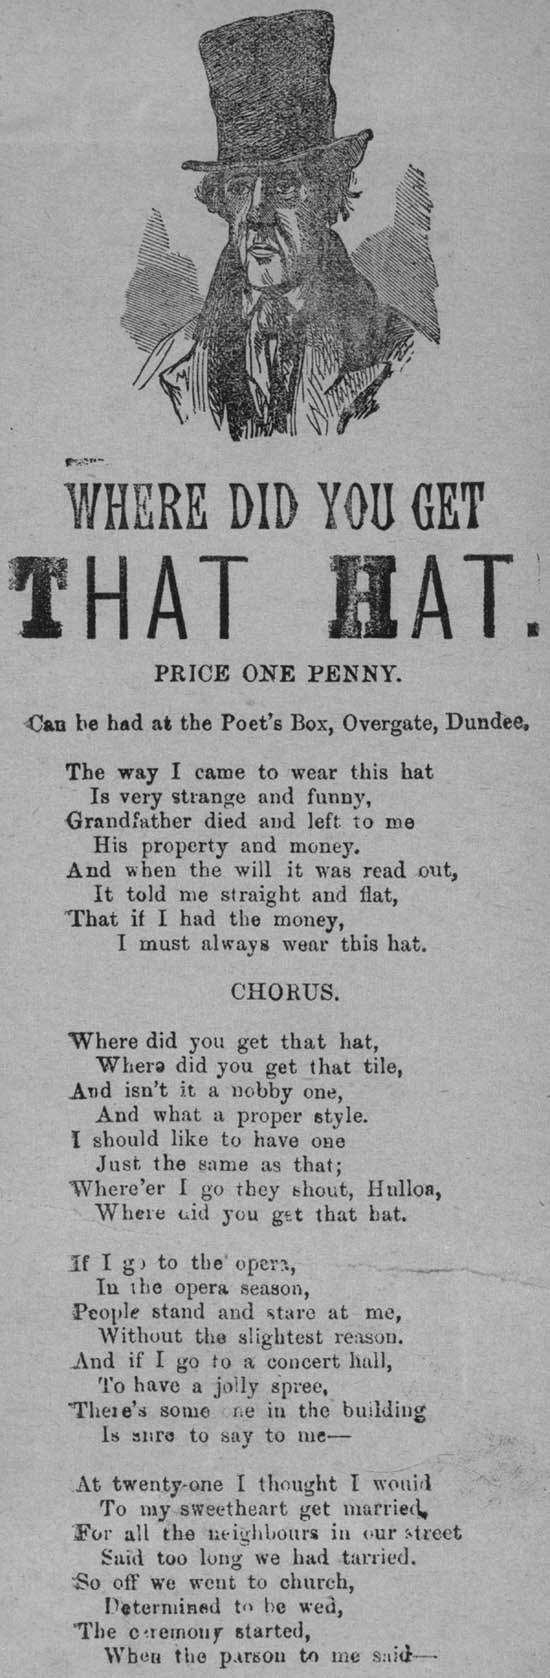 WHERE DID YOU GET
THAT HAT.
PRICE ONE PENNY.
Can be had at the Poet's Box, Overgate, Dundee,
The way I came to wear this hat
Is very strange and funny,
Grandfather died and left to me
His property and money.
And when the will it was read out,
It told me straight and flat,
That if I had the money,
I must always wear this hat.
CHORUS.
Where did you get that hat,
Where did you get that tile,
And isn't it a nobby one,
And what a proper style.
I should like to have one
Just the same as that;
Where'er I go they shout, Hulloa,
Where did you get that hat.
If I go to the opera,
In the opera season,
People stand and stare at me,
Without the slightest reason.
And if I go to a concert hall,
To have a jolly spree,
There's some one in the building
Is sure to say to me—
At twenty-one I thought I would
To my sweetheart get married,
For all the neighbours in our street
Said too long we had tarried.
So off we went to church,
Determined to be wed,
The ceremony started,
When the parson to me said—